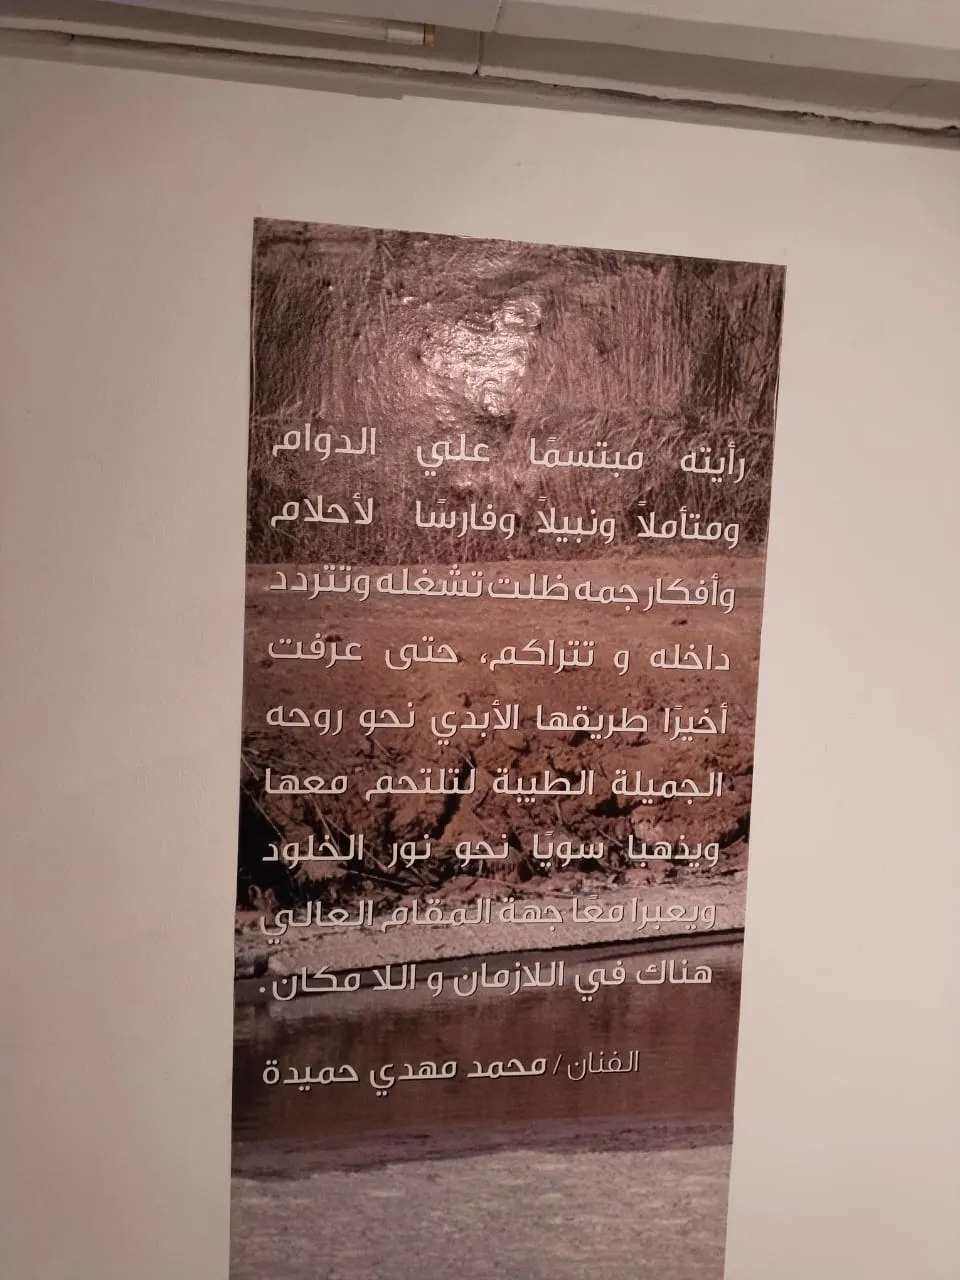 رأيته مبتسمًا علي الدوام
ومتأملاً ونبيلاً وفارسًا لأحلام
وأفكار جمه ظلت تشغله وتتردد
داخله و تتراكم، حتى عرفت
أخيرًا طريقها الأبدي نحو روحه
الجميلة الطيبة لتلتحم معها
ويذهبا سويًا نحو نور الخلود
ويعبرا معًا جهة المقام العالي
هناك في اللازمان و اللا مكان.
الفنان / محمد مهدي حميدة